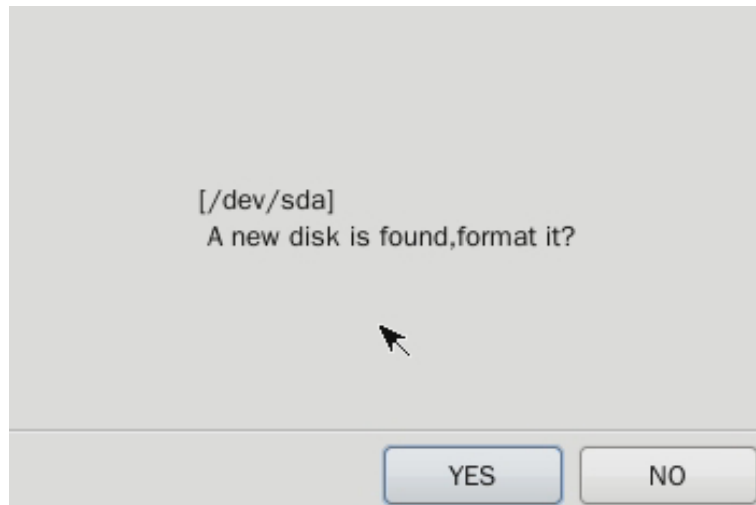 [/dev/sda]
A new disk is found,format it?
YES
NO